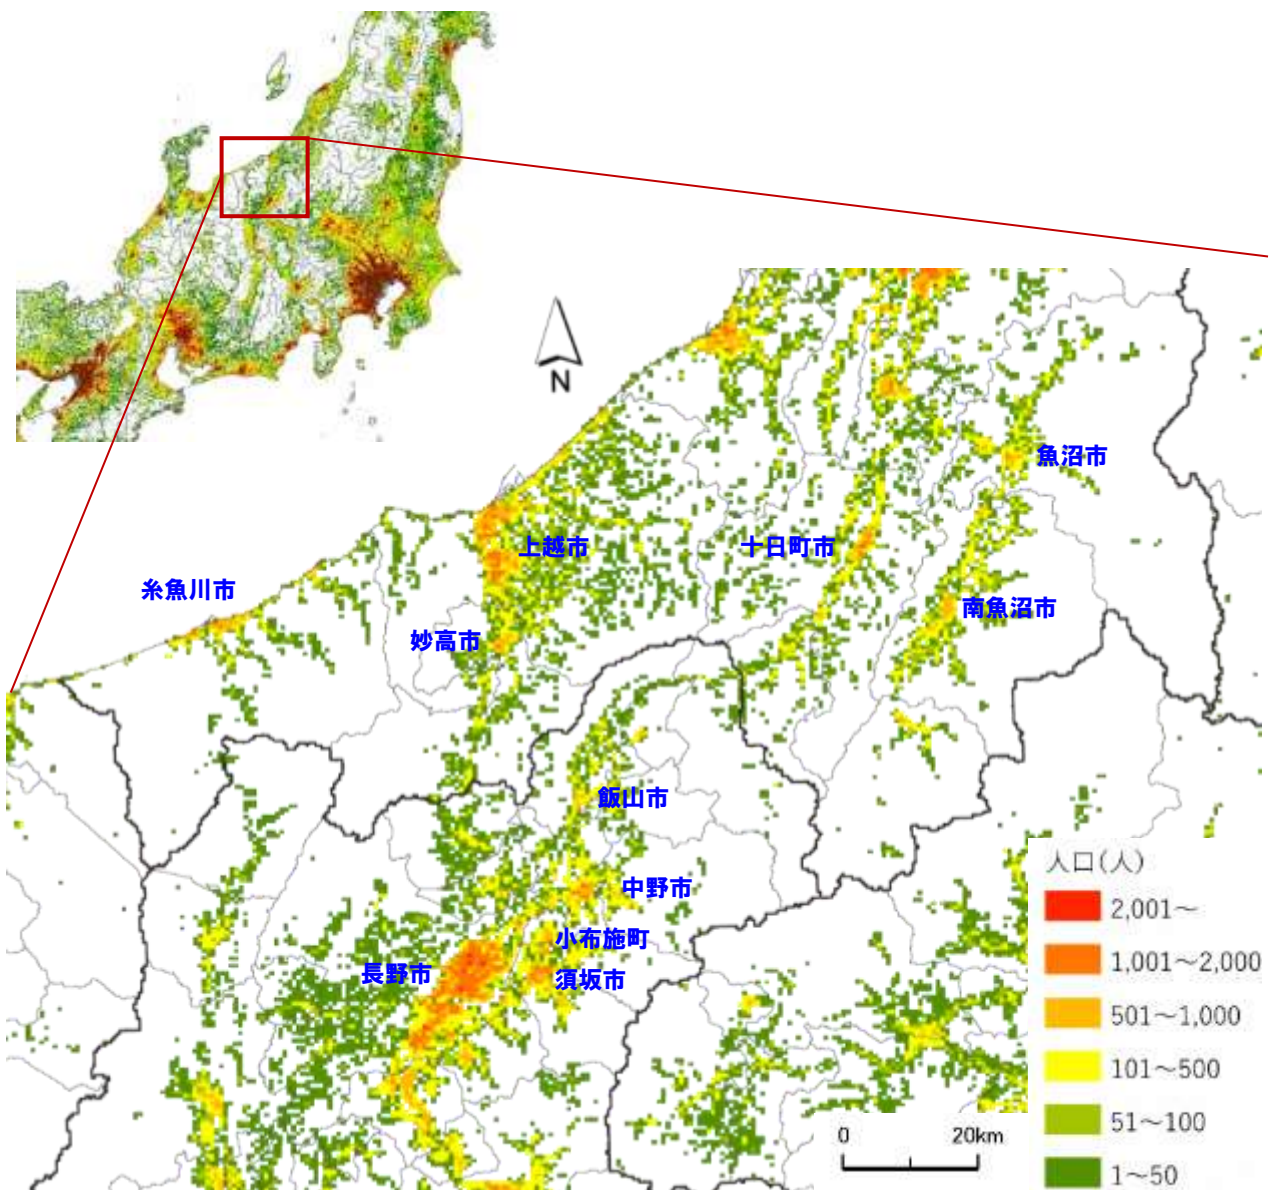 N
魚沼市
上越市
十日町市
糸魚川市
南魚沼市
妙高市
飯山市
中野市
小布施町
長野市
須坂市
人口(人)
2,001～
1,001～2,000
501～1,000
101～500
51～100
1～50
0 20km